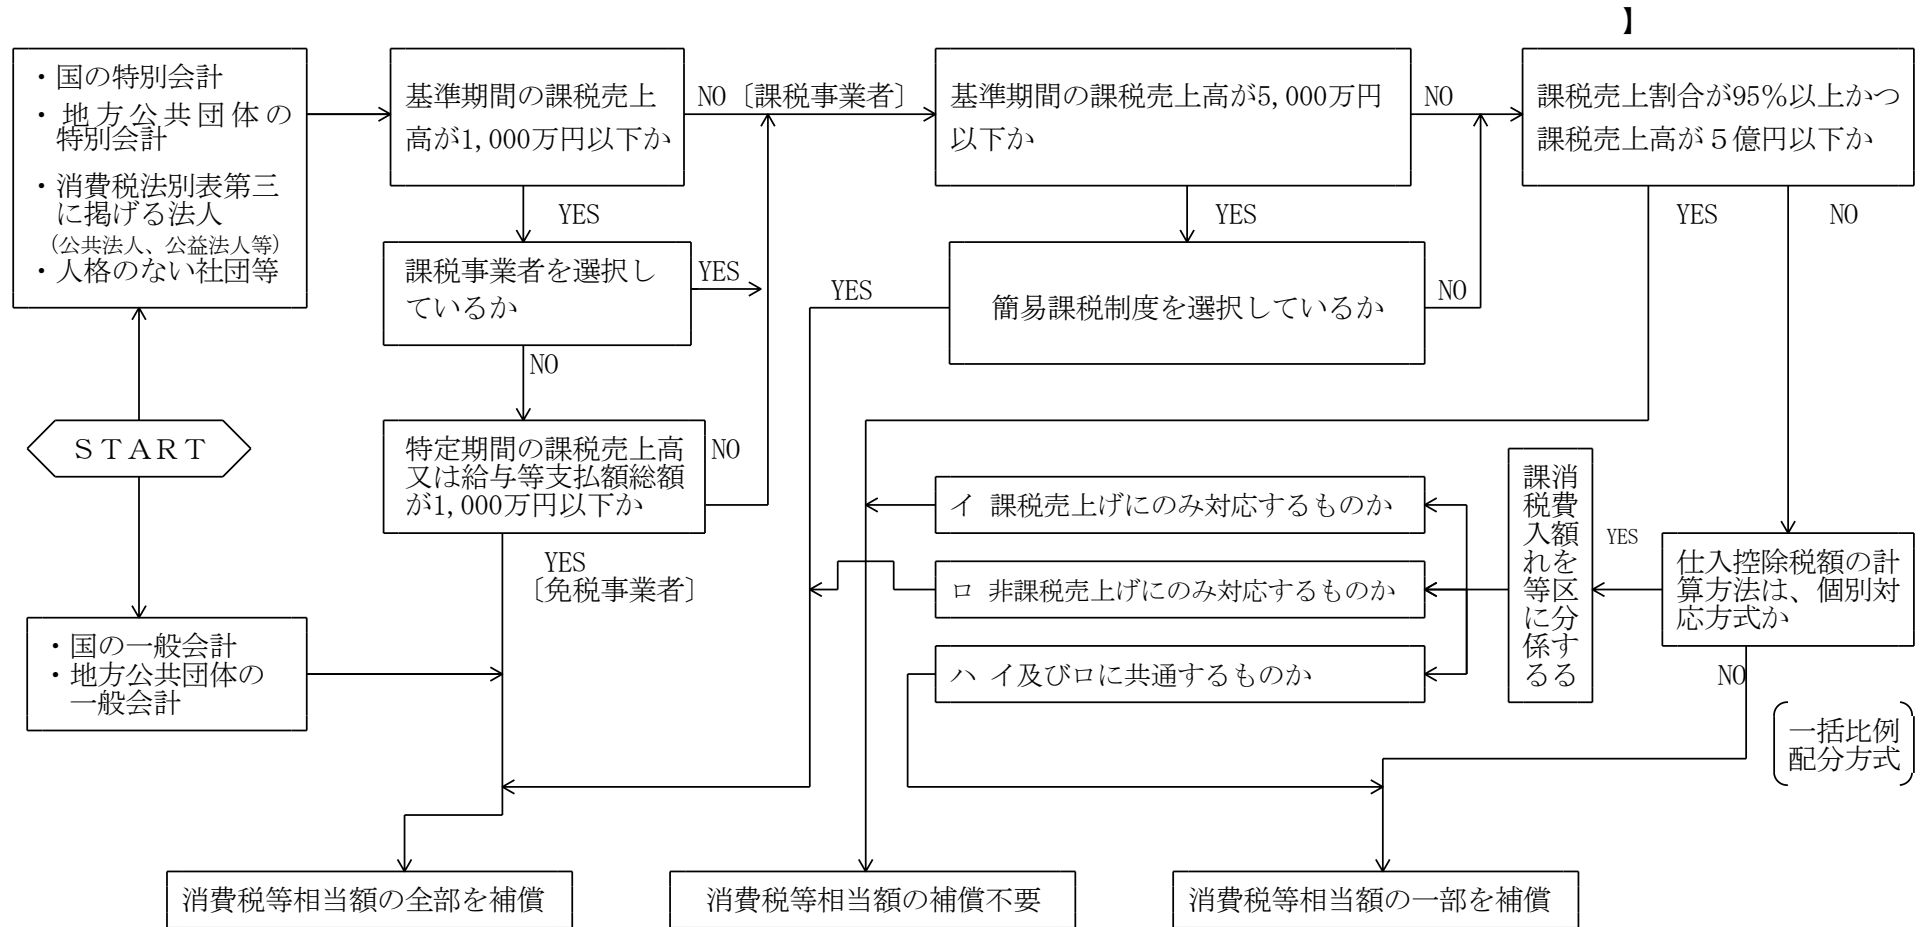 】
・国の特別会計
・地方公共団体の
特別会計
・消費税法別表第三
に掲げる法人
（公共法人、公益法人等）
・人格のない社団等
基準期間の課税売上
高が1,000万円以下か
NO〔課税事業者〕
基準期間の課税売上高が5,000万円
以下か
NO
課税売上割合が95％以上かつ
課税売上高が５億円以下か
YES
YES
YES
NO
課税事業者を選択し
ているか
YES
YES
簡易課税制度を選択しているか
NO
NO
ＳＴＡＲＴ
特定期間の課税売上高
又は給与等支払額総額
が1,000万円以下か
NO
YES
〔免税事業者〕
イ 課税売上げにのみ対応するものか
ロ 非課税売上げにのみ対応するものか
ハ イ及びロに共通するものか
課税入れ等に係る
消費額を区分する
YES
仕入控除税額の計
算方法は、個別対
応方式か
NO
一括比例
配分方式
・国の一般会計
・地方公共団体の
一般会計
消費税等相当額の全部を補償
消費税等相当額の補償不要
消費税等相当額の一部を補償